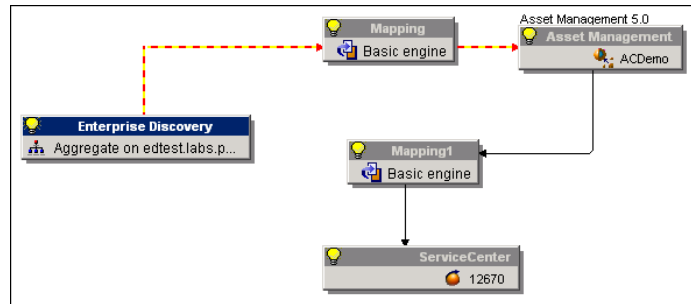 Asset Management 5.0
Mapping
Basic engine
Asset Management
ACDemo
Enterprise Discovery
Aggregate on edtest.labs.p...
Mapping1
Basic engine
ServiceCenter
12670